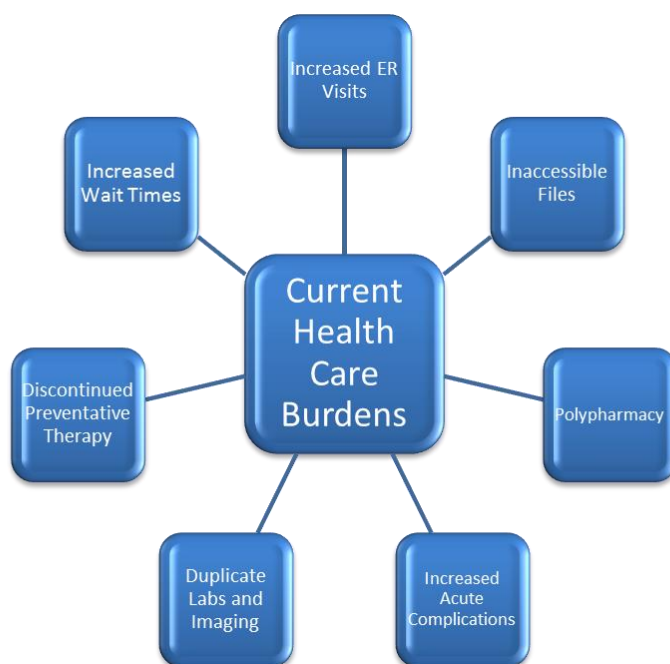 Increased ER
Visits
Inaccessible
Files
Polypharmacy
Increased
Acute
Complications
Duplicate
Labs and
Imaging
Discontinued
Preventative
Therapy
Increased
Wait Times
Current
Health
Care
Burdens